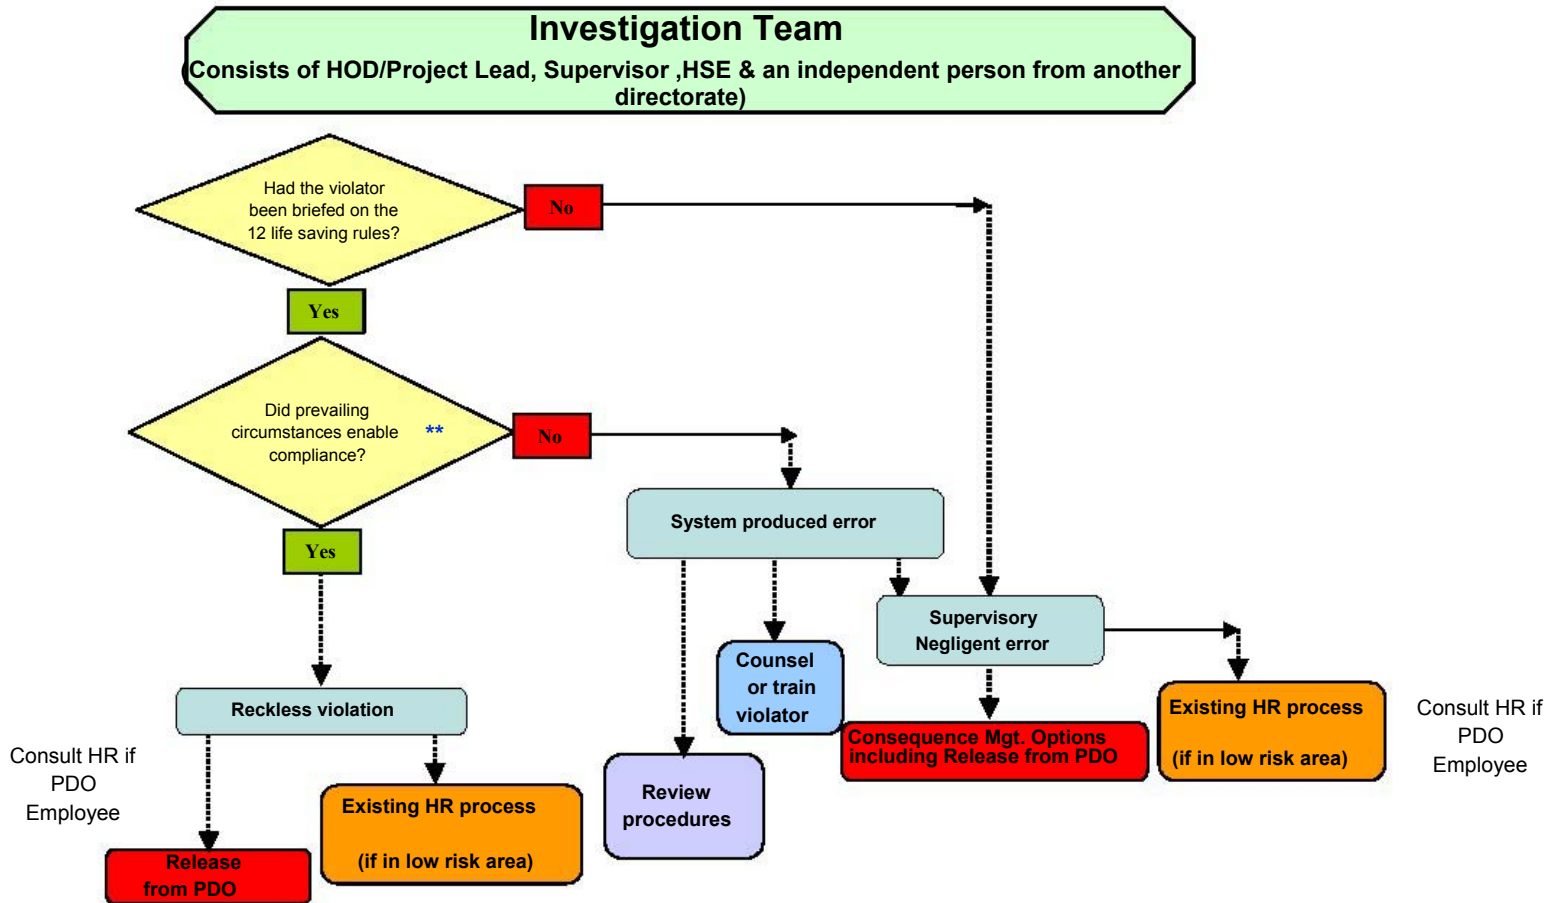 Investigation Team
(Consists of HOD/Project Lead, Supervisor ,HSE & an independent person from another
directorate)
Had the violator
been briefed on the
12 life saving rules?
No
Yes
Did prevailing
circumstances enable
compliance?
**
No
Yes
System produced error
Supervisory
Negligent error
Counsel
or train
violator
Reckless violation
Existing HR process
(if in low risk area)
Consult HR if
PDO
Employee
Consequence Mgt. Options
including Release from PDO
Consult HR if
PDO
Employee
Review
procedures
Existing HR process
(if in low risk area)
Release
from PDO